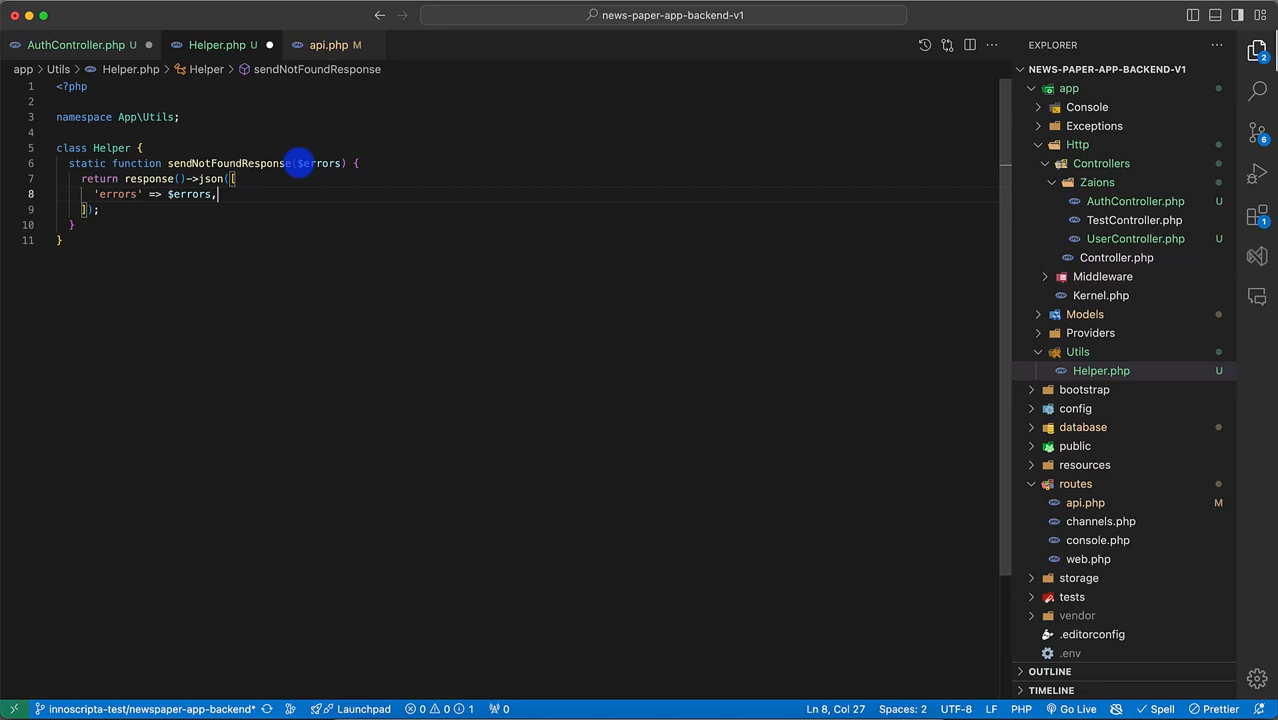 news-paper-app-backend-v1
AuthController.php U
Helper.php U
api.php M
app > Utils > Helper.php > Helper > sendNotFoundResponse
1 <?php
2
3 namespace App\Utils;
4
5 class Helper {
6 static function sendNotFoundResponse($errors) {
7 return response()->json([
8 'errors' => $errors,
9 ]);
10 }
11 }
EXPLORER
NEWS-PAPER-APP-BACKEND-V1
app
Console
Exceptions
Http
Controllers
Zaions
AuthController.php U
TestController.php
UserController.php U
Controller.php
Middleware
Kernel.php
Models
Providers
Utils
Helper.php U
bootstrap
config
database
public
resources
routes
api.php M
channels.php
console.php
web.php
storage
tests
vendor
.editorconfig
.env
OUTLINE
TIMELINE
2
6
1
innoscripta-test/newspaper-app-backend* Launchpad 0 0 1 0 Ln 8, Col 27 Spaces: 2 UTF-8 LF PHP Go Live Spell Prettier